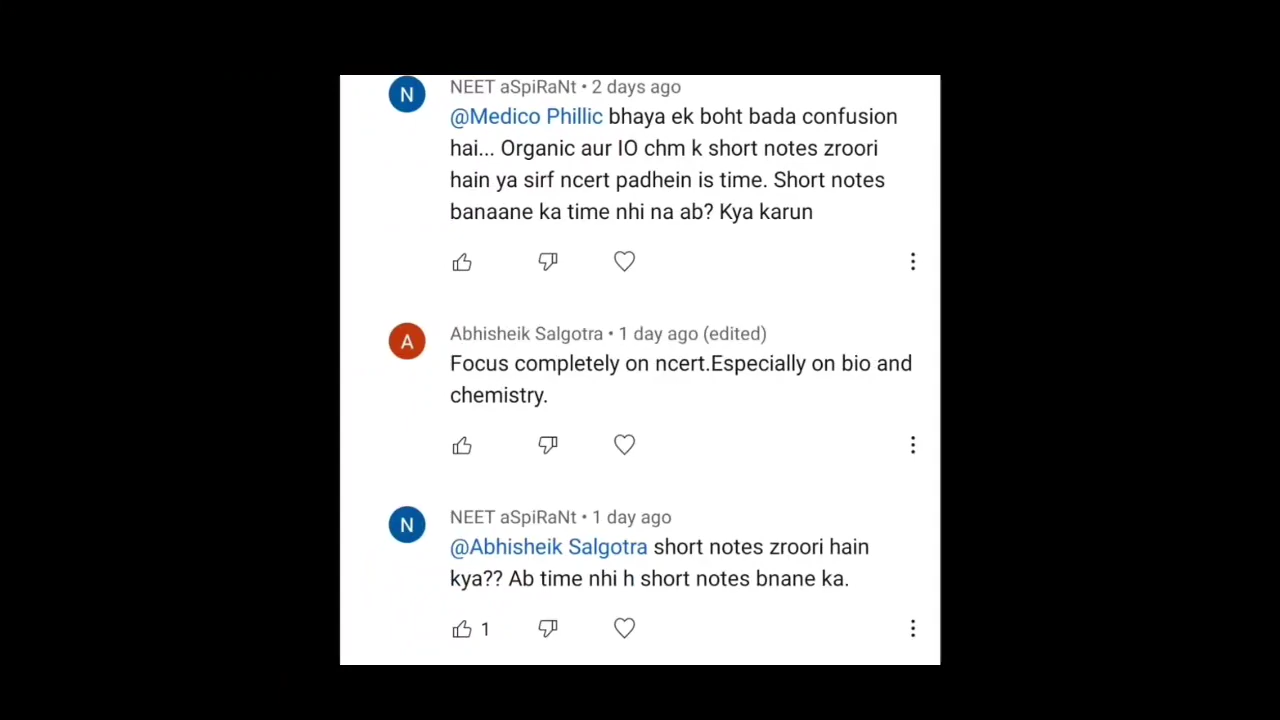 N
NEET aSpiRaNt • 2 days ago
@Medico Phillic bhaya ek boht bada confusion
hai... Organic aur IO chm k short notes zroori
hain ya sirf ncert padhein is time. Short notes
banaane ka time nhi na ab? Kya karun
A
Abhisheik Salgotra • 1 day ago (edited)
Focus completely on ncert.Especially on bio and
chemistry.
N
NEET aSpiRaNt • 1 day ago
@Abhisheik Salgotra short notes zroori hain
kya?? Ab time nhi h short notes bnane ka.
1